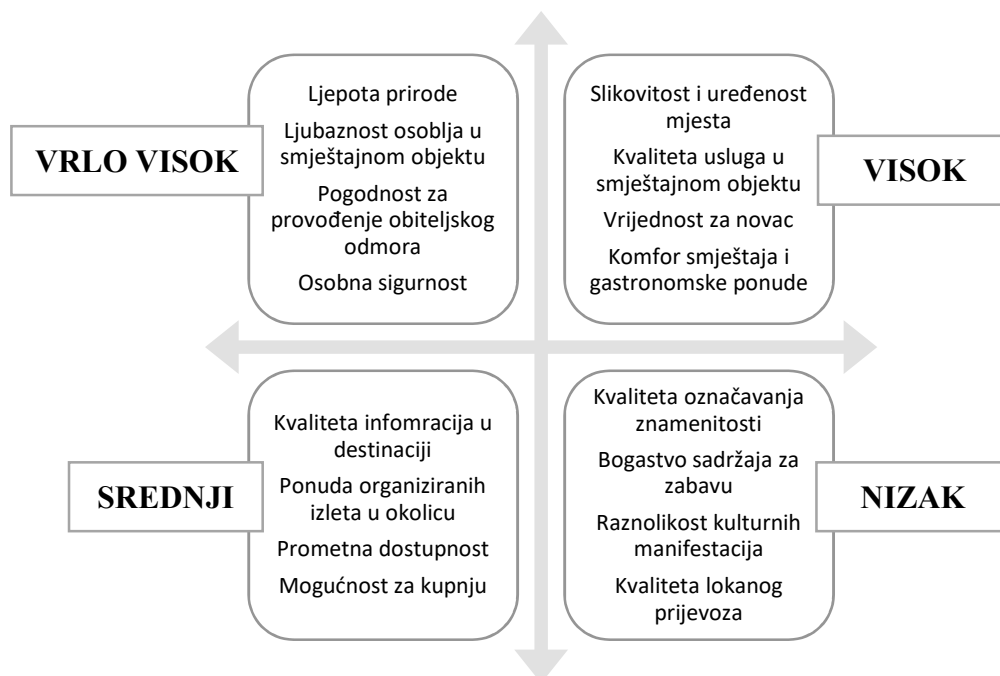 VRLO VISOK
Ljepota prirode
Ljubaznost osoblja u
smještajnom objektu
Pogodnost za
provođenje obiteljskog
odmora
Osobna sigurnost
Slikovitost i uređenost
mjesta
Kvaliteta usluga u
smještajnom objektu
Vrijednost za novac
Komfor smještaja i
gastronomske ponude
VISOK
SREDNJI
Kvaliteta infomracija u
destinaciji
Ponuda organiziranih
izleta u okolicu
Prometna dostupnost
Mogućnost za kupnju
Kvaliteta označavanja
znamenitosti
Bogastvo sadržaja za
zabavu
Raznolikost kulturnih
manifestacija
Kvaliteta lokanog
prijevoza
NIZAK